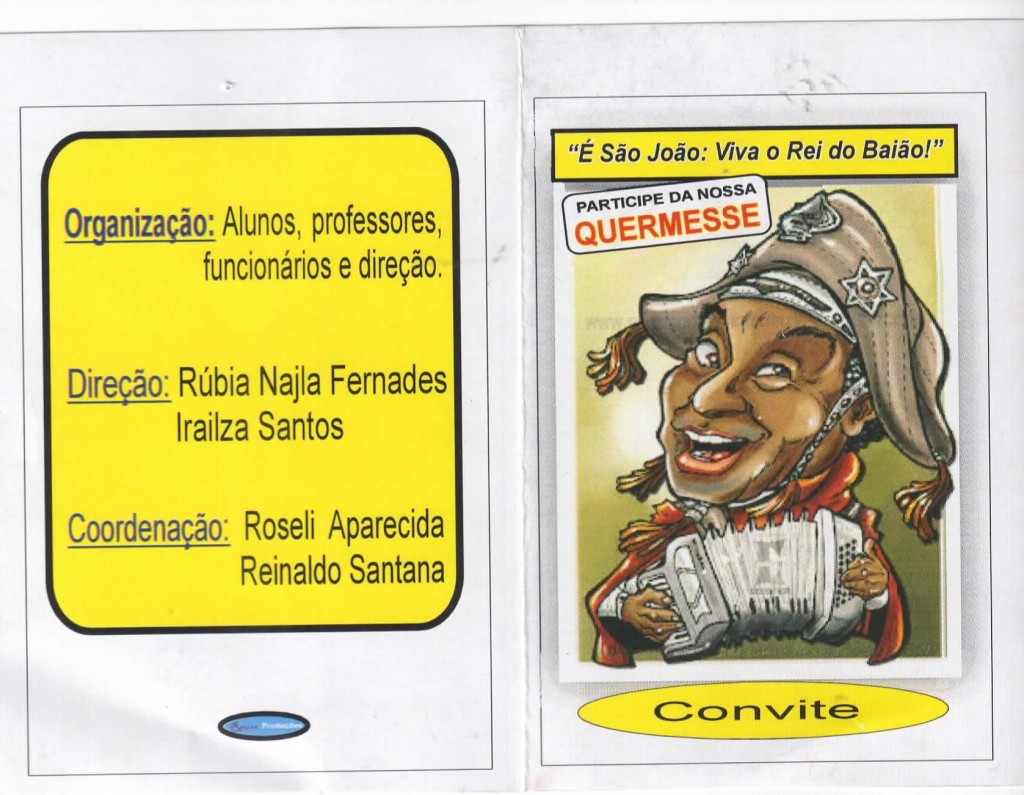 Organização: Alunos, professores,
funcionários e direção.
Direção: Rúbia Najla Fernades
Irailza Santos
Coordenação: Roseli Aparecida
Reinaldo Santana
Produções
“É São João: Viva o Rei do Baião!”
PARTICIPE DA NOSSA
QUERMESSE
Convite